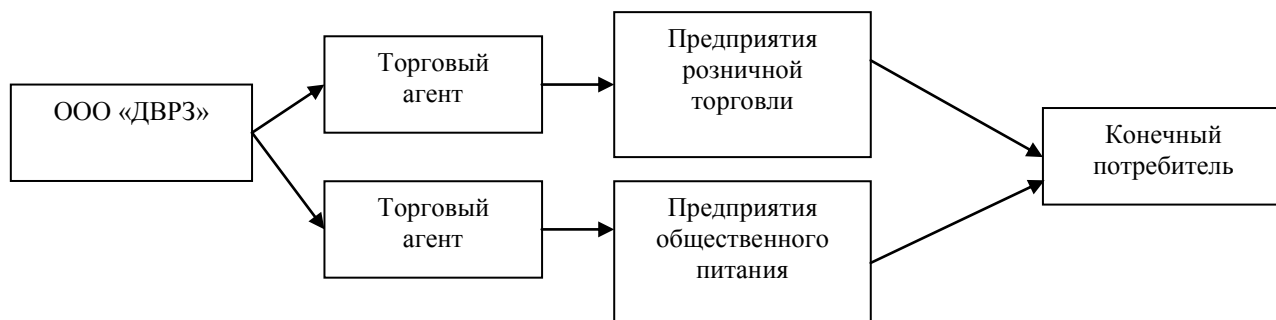 ООО «ДВРЗ»
Торговый
агент
Предприятия
розничной
торговли
Торговый
агент
Предприятия
общественного
питания
Конечный
потребитель